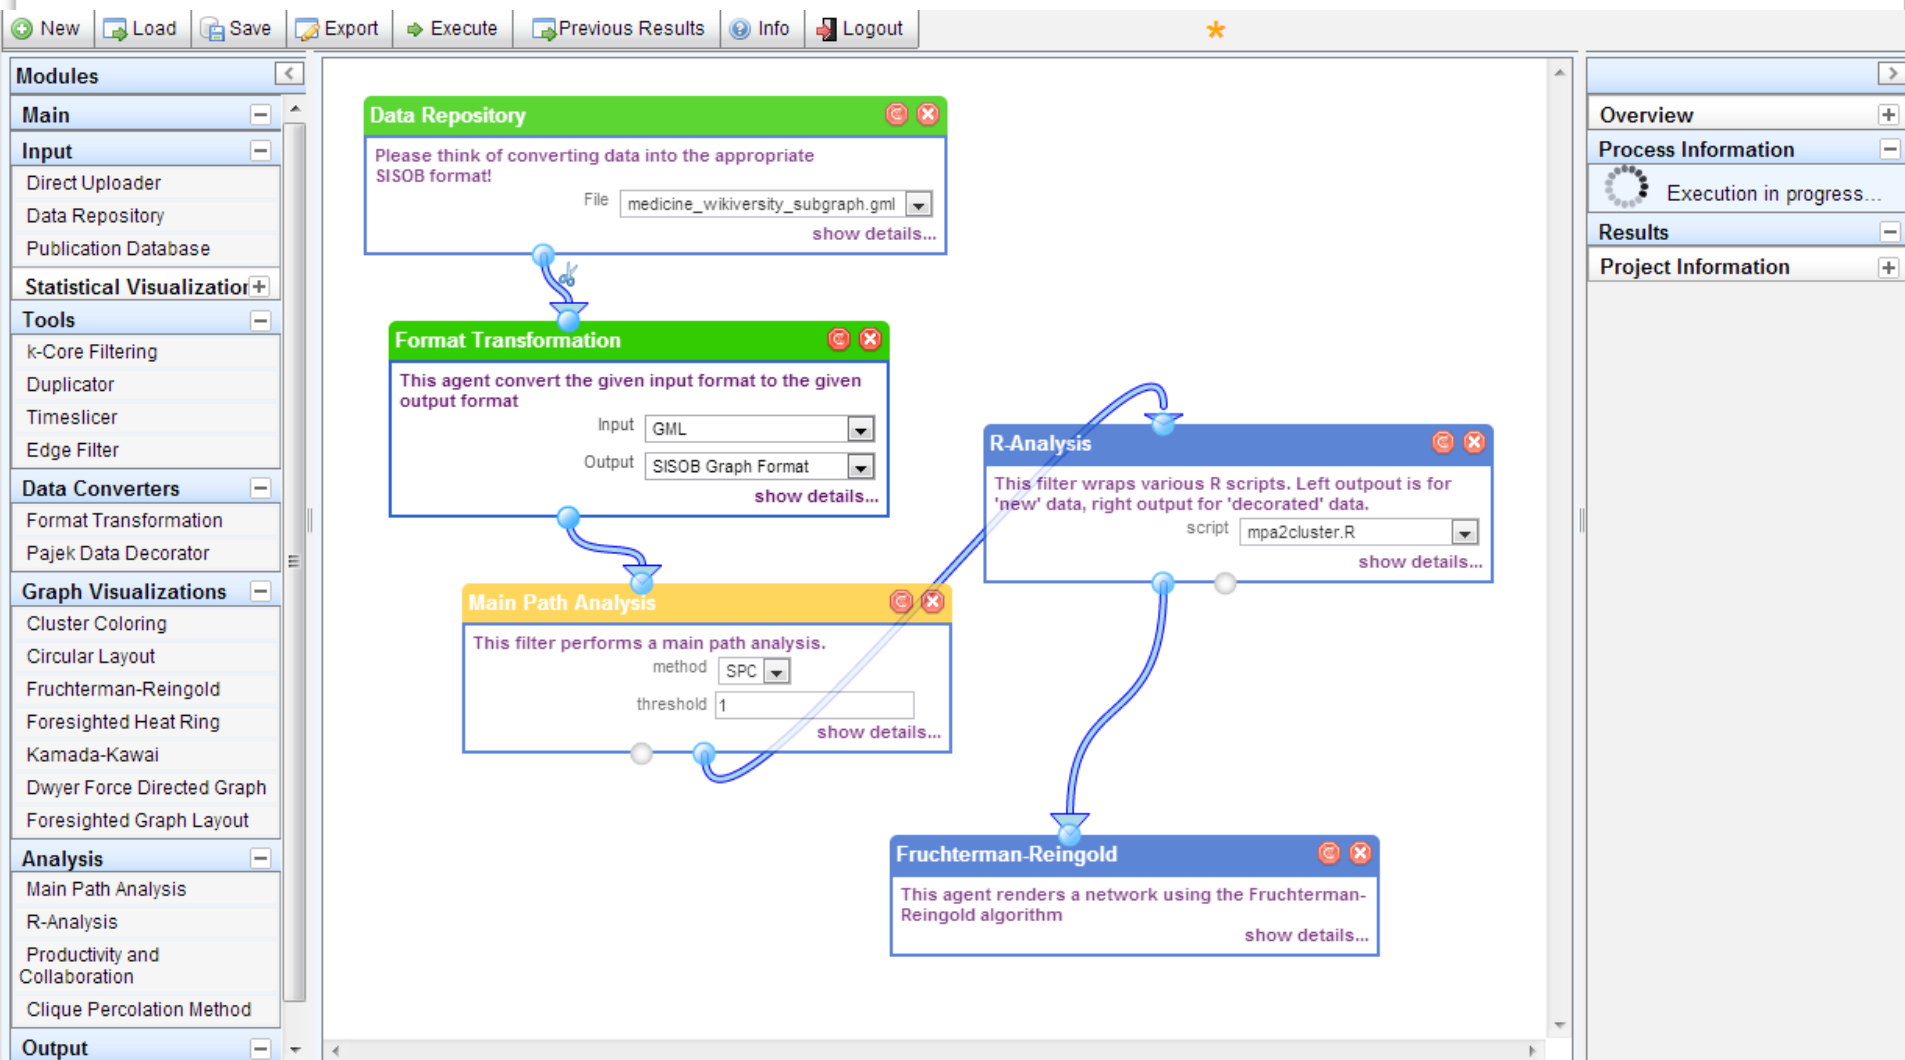 New Load Save Export Execute Previous Results Info Logout
Modules
Main
Input
Direct Uploader
Data Repository
Publication Database
Statistical Visualization
Tools
k-Core Filtering
Duplicator
Timeslicer
Edge Filter
Data Converters
Format Transformation
Pajek Data Decorator
Graph Visualizations
Cluster Coloring
Circular Layout
Fruchterman-Reingold
Foresighted Heat Ring
Kamada-Kawai
Dwyer Force Directed Graph
Foresighted Graph Layout
Analysis
Main Path Analysis
R-Analysis
Productivity and
Collaboration
Clique Percolation Method
Output
Data Repository
Please think of converting data into the appropriate
SISOB format!
File medicine_wikiversity_subgraph.gml
show details...
Format Transformation
This agent convert the given input format to the given
output format
Input GML
Output SISOB Graph Format
show details...
Main Path Analysis
This filter performs a main path analysis.
method SPC
threshold 1
show details...
R-Analysis
This filter wraps various R scripts. Left outpout is for
'new' data, right output for 'decorated' data.
script mpa2cluster.R
show details...
Fruchterman-Reingold
This agent renders a network using the Fruchterman-
Reingold algorithm
show details...
Overview
Process Information
Execution in progress...
Results
Project Information